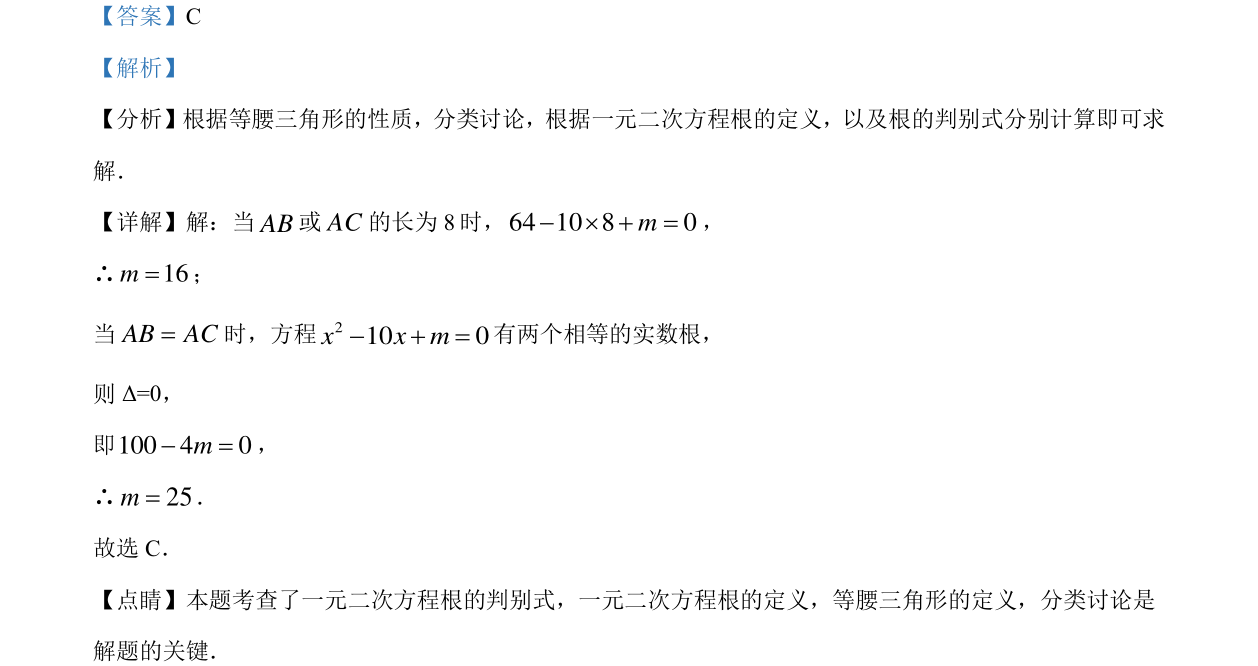 【答案】C
【解析】
【分析】根据等腰三角形的性质，分类讨论，根据一元二次方程根的定义，以及根的判别式分别计算即可求
解．
【详解】解：当 AB 或 AC 的长为 8 时，64－10×8＋m＝0，
∴ m＝16；
当 AB＝AC 时，方程 x²－10x＋m＝0 有两个相等的实数根，
则 Δ=0，
即 100－4m＝0，
∴ m＝25．
故选 C．
【点睛】本题考查了一元二次方程根的判别式，一元二次方程根的定义，等腰三角形的定义，分类讨论是
解题的关键．